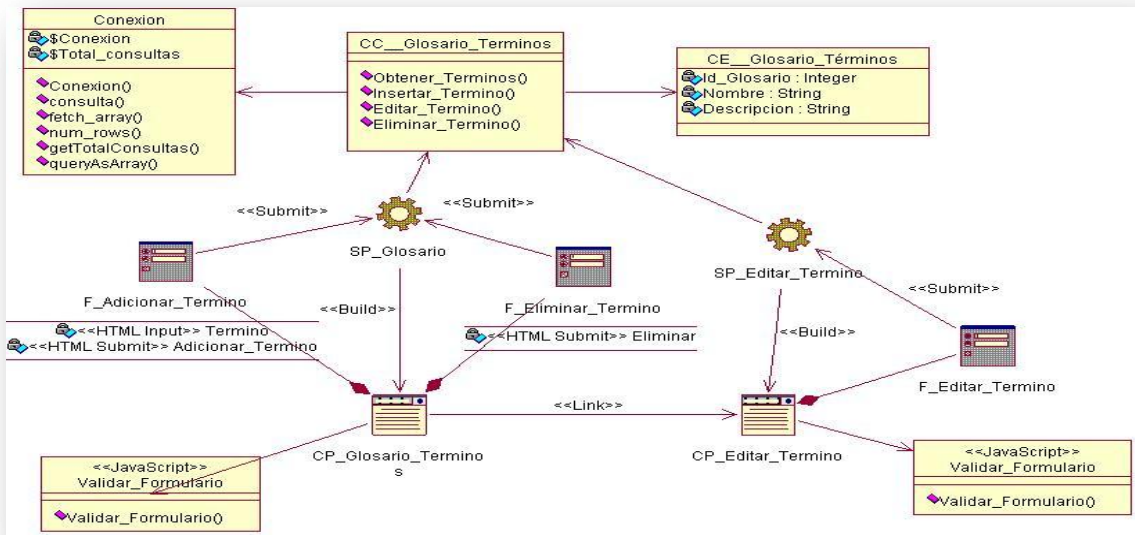 Conexion
$Conexion
$Total_consultas
Conexion()
consulta()
fetch_array()
num_rows()
getTotalConsultas()
queryAsArray()
CC__Glosario_Terminos
Obtener_Terminos()
Insertar_Termino()
Editar_Termino()
Eliminar_Termino()
CE__Glosario_Términos
Id_Glosario : Integer
Nombre : String
Descripcion : String
<<Submit>>
<<Submit>>
SP_Glosario
SP_Editar_Termino
<<Submit>>
F_Adicionar_Termino
<<Build>>
F_Eliminar_Termino
<<HTML Input>> Termino
<<HTML Submit>> Adicionar_Termino
<<HTML Submit>> Eliminar
<<Build>>
F_Editar_Termino
<<Link>>
CP_Glosario_Termino
s
CP_Editar_Termino
<<JavaScript>>
Validar_Formulario
Validar_Formulario()
<<JavaScript>>
Validar_Formulario
Validar_Formulario()